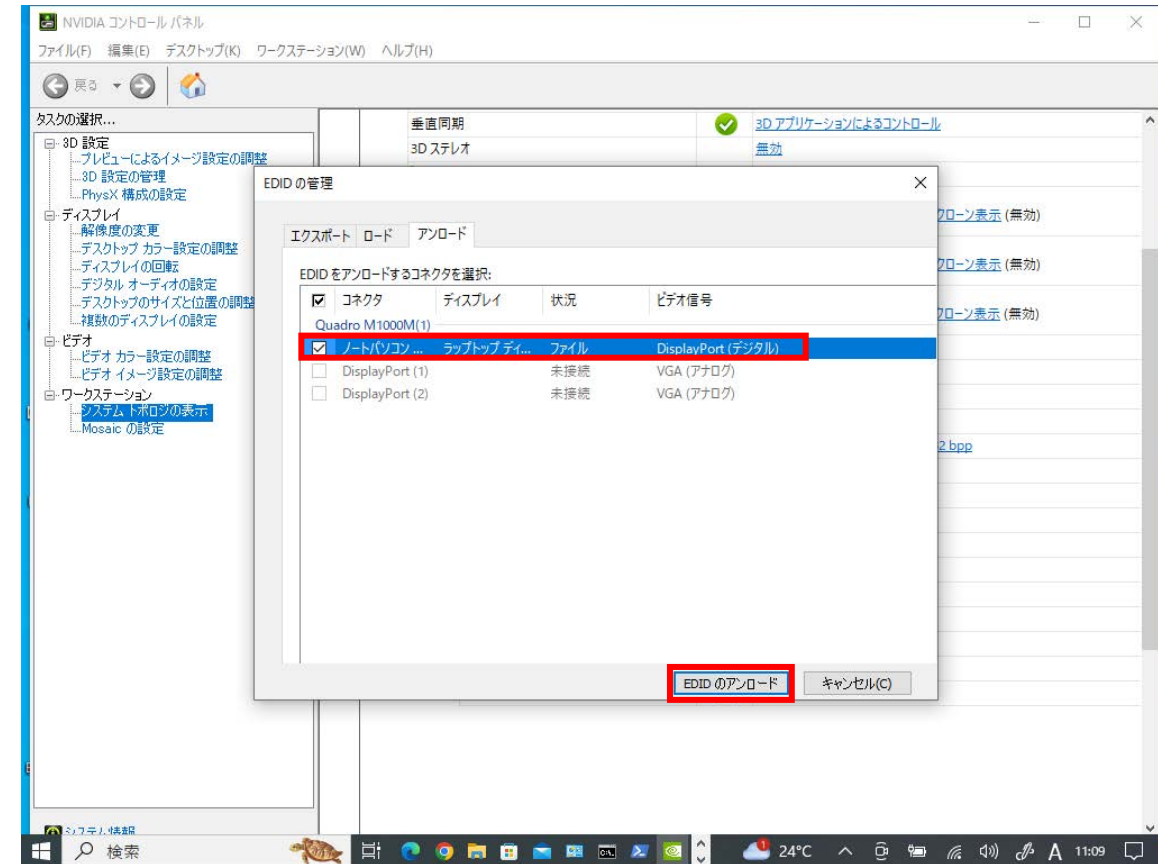 NVIDIA コントロール パネル
ファイル(F) 編集(E) デスクトップ(K) ワークステーション(W) ヘルプ(H)
戻る
タスクの選択...
3D 設定
プレビューによるイメージ設定の調整
3D 設定の管理
PhysX 構成の設定
ディスプレイ
解像度の変更
デスクトップ カラー設定の調整
ディスプレイの回転
デジタル オーディオの設定
デスクトップのサイズと位置の調整
複数のディスプレイの設定
ビデオ
ビデオ カラー設定の調整
ビデオ イメージ設定の調整
ワークステーション
システム トポロジの表示
Mosaic の設定
システム情報
垂直同期 3D アプリケーションによるコントロール
3D ステレオ 無効
クローン表示 (無効)
クローン表示 (無効)
クローン表示 (無効)
2 bpp
EDID の管理
エクスポート ロード アンロード
EDID をアンロードするコネクタを選択:
コネクタ ディスプレイ 状況 ビデオ信号
Quadro M1000M(1)
ノートパソコン ... ラップトップ ディ... ファイル DisplayPort (デジタル)
DisplayPort (1) 未接続 VGA (アナログ)
DisplayPort (2) 未接続 VGA (アナログ)
EDID のアンロード キャンセル(C)
検索
24°C
A 11:09